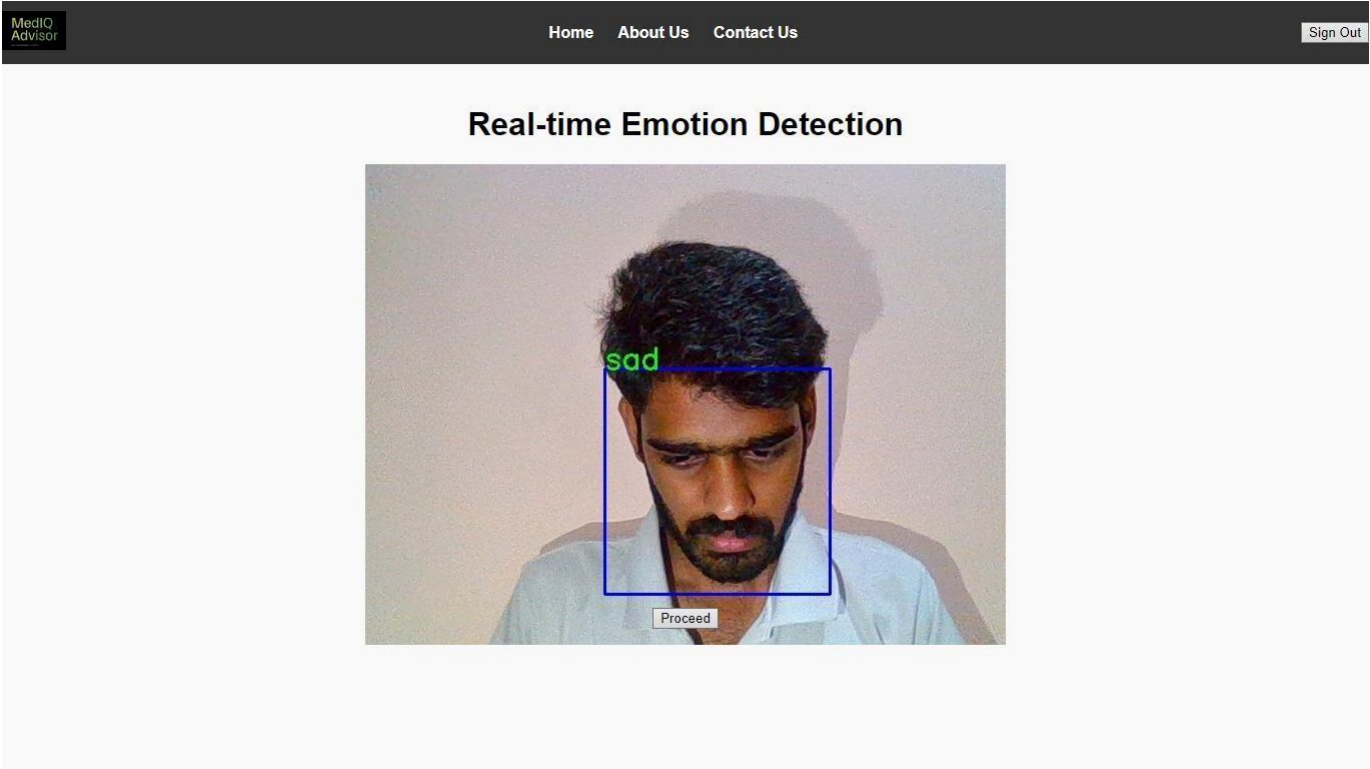 MedIQ
Advisor
Home About Us Contact Us
Sign Out
Real-time Emotion Detection
sad
Proceed